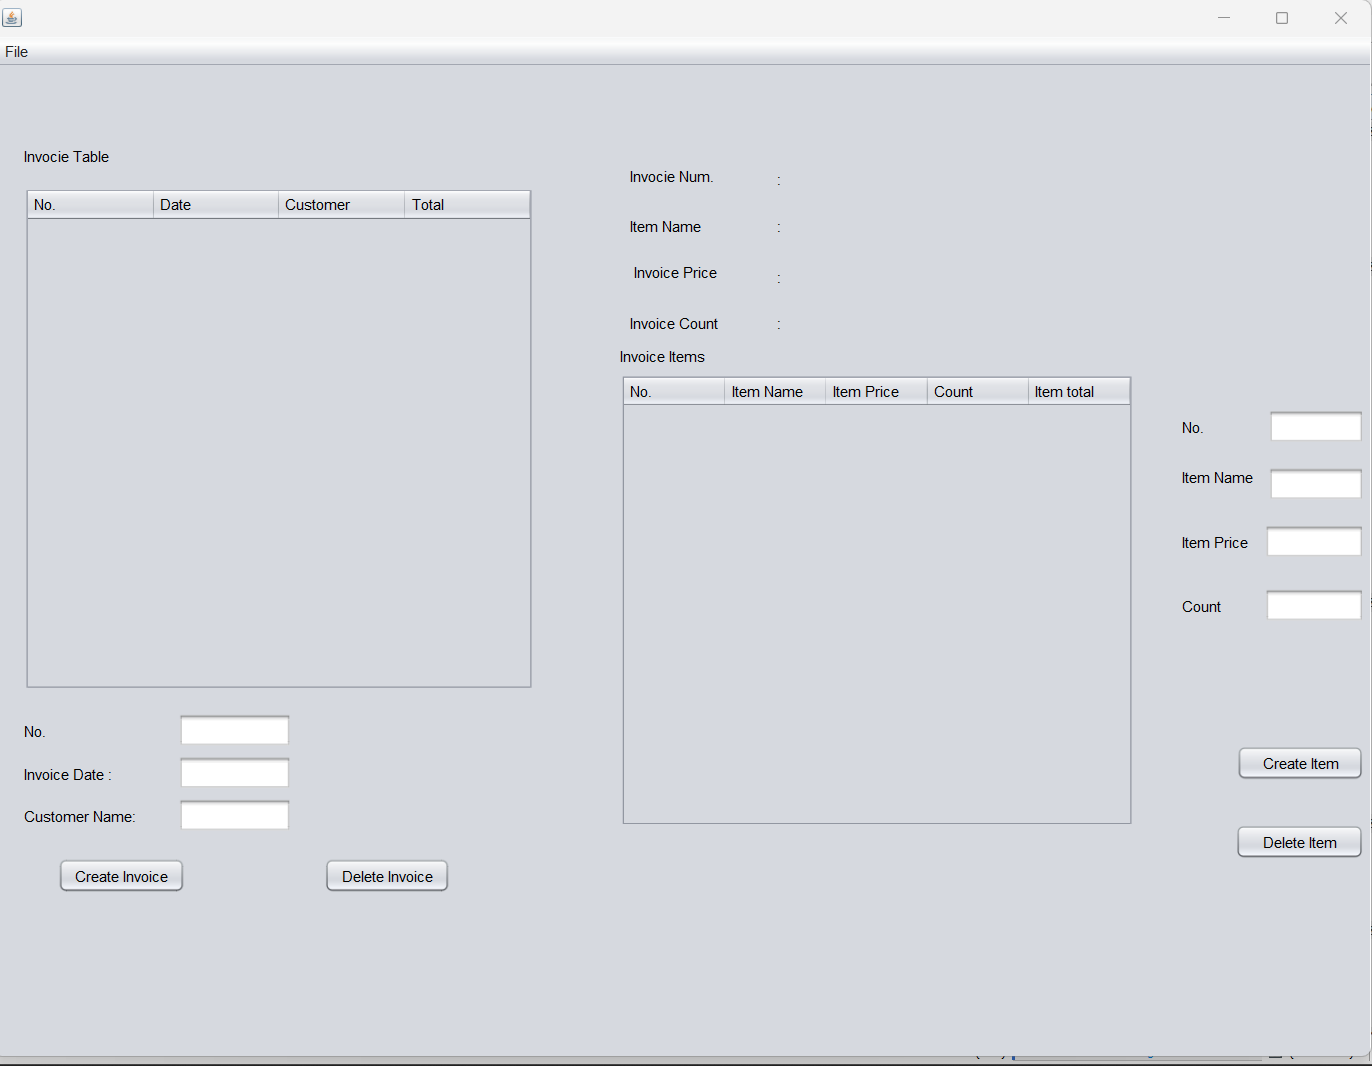 File
Invocie Table
No. Date Customer Total
No.
Invoice Date :
Customer Name:
Create Invoice Delete Invoice
Invocie Num. :
Item Name :
Invoice Price :
Invoice Count :
Invoice Items
No. Item Name Item Price Count Item total
No.
Item Name
Item Price
Count
Create Item
Delete Item